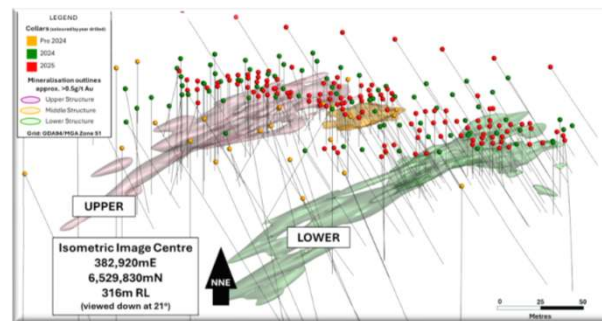 LEGEND
Collars (coloured by year drilled)
Pre 2024
2024
2025
Mineralisation outlines
approx. >0.5g/t Au
Upper Structure
Middle Structure
Lower Structure
Grid: GDA94/MGA Zone 51
UPPER
LOWER
Isometric Image Centre
382,920mE
6,529,830mN
316m RL
(viewed down at 21°)
NNE
0 25 50
Metres